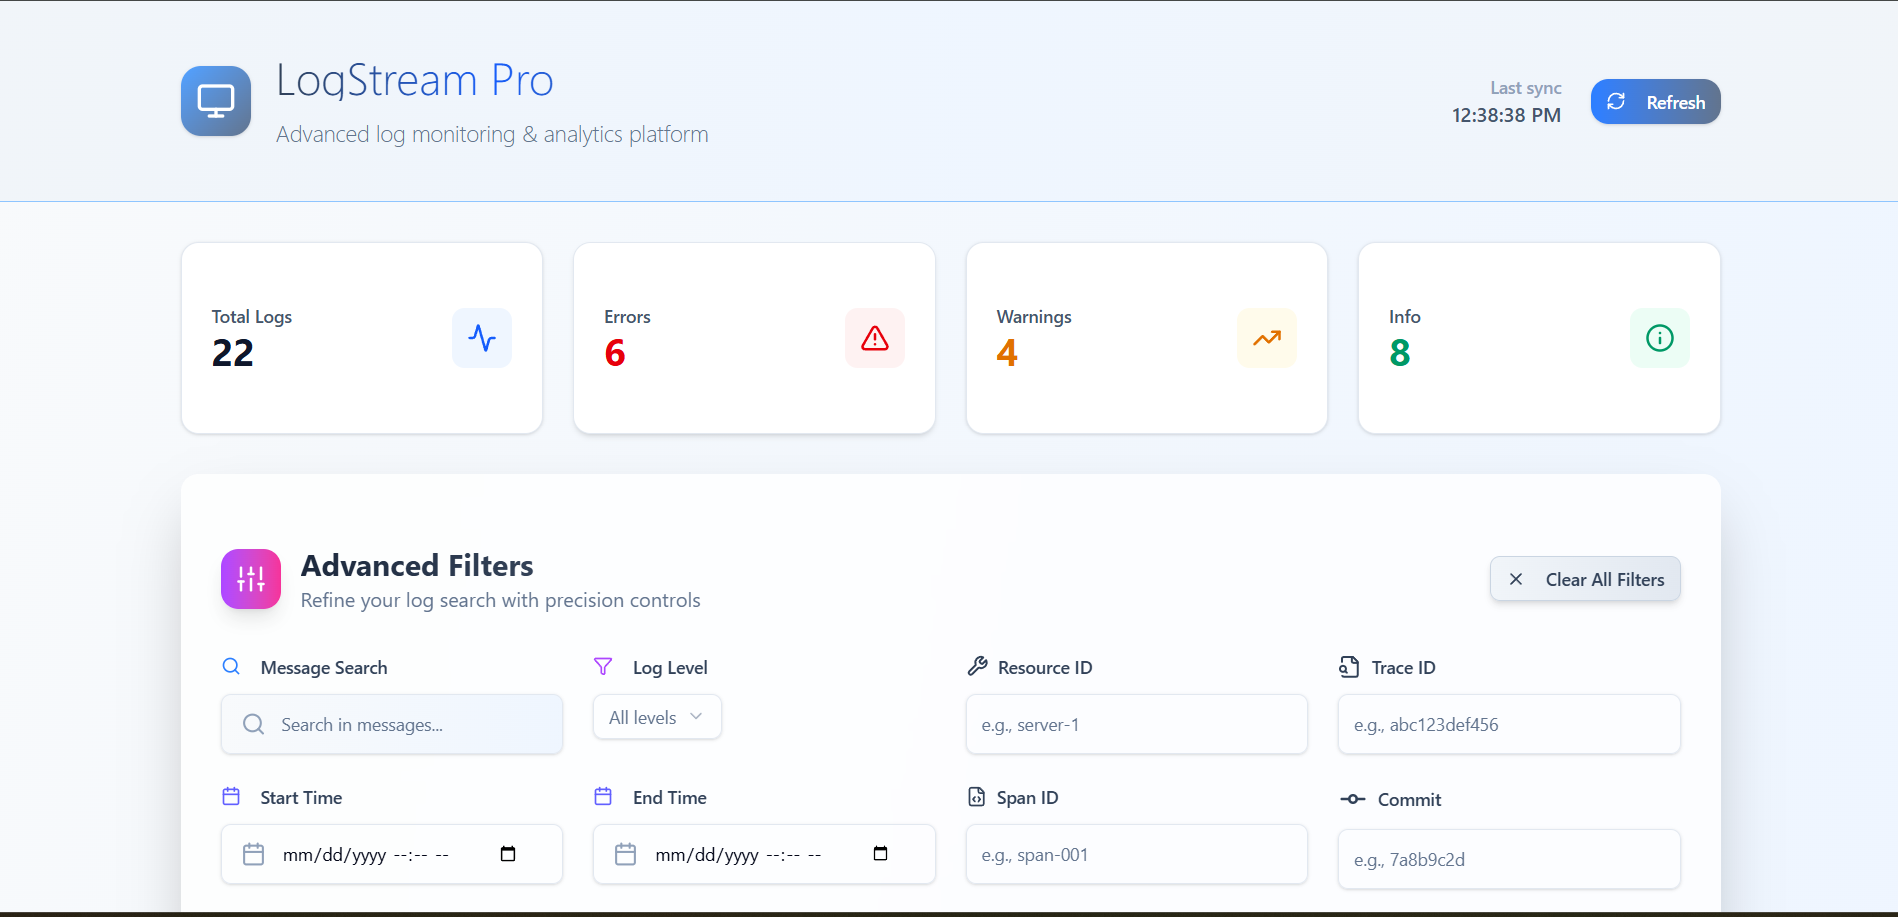 LogStream Pro
Advanced log monitoring & analytics platform
Last sync
12:38:38 PM
Refresh
Total Logs
22
Errors
6
Warnings
4
Info
8
Advanced Filters
Refine your log search with precision controls
Clear All Filters
Message Search
Search in messages...
Log Level
All levels
Resource ID
e.g., server-1
Trace ID
e.g., abc123def456
Start Time
mm/dd/yyyy --:-- --
End Time
mm/dd/yyyy --:-- --
Span ID
e.g., span-001
Commit
e.g., 7a8b9c2d